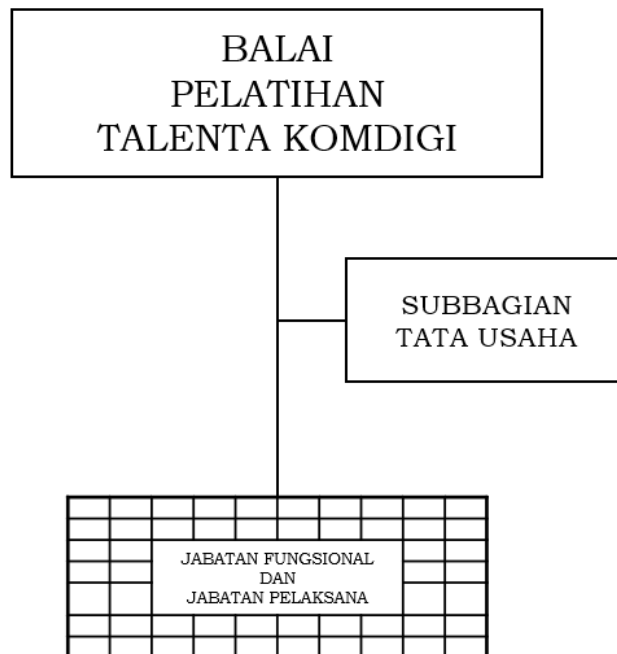 BALAI
PELATIHAN
TALENTA KOMDIGI
SUBBAGIAN
TATA USAHA
JABATAN FUNGSIONAL
DAN
JABATAN PELAKSANA